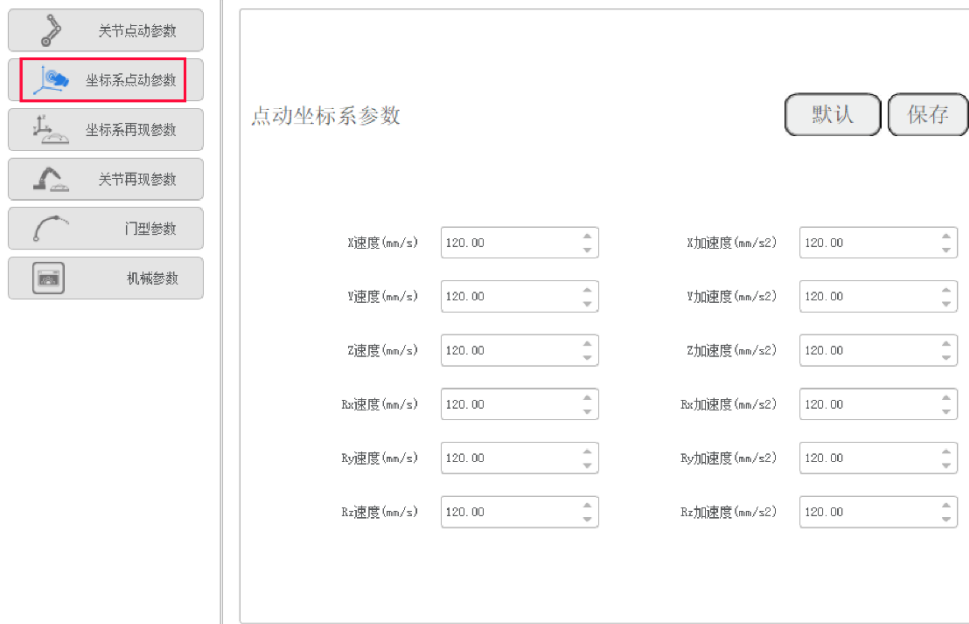 关节点动参数
坐标系点动参数
坐标系再现参数
关节再现参数
门型参数
机械参数
点动坐标系参数 默认 保存
X速度(mm/s) 120.00 X加速度(mm/s2) 120.00
Y速度(mm/s) 120.00 Y加速度(mm/s2) 120.00
Z速度(mm/s) 120.00 Z加速度(mm/s2) 120.00
Rx速度(mm/s) 120.00 Rx加速度(mm/s2) 120.00
Ry速度(mm/s) 120.00 Ry加速度(mm/s2) 120.00
Rz速度(mm/s) 120.00 Rz加速度(mm/s2) 120.00